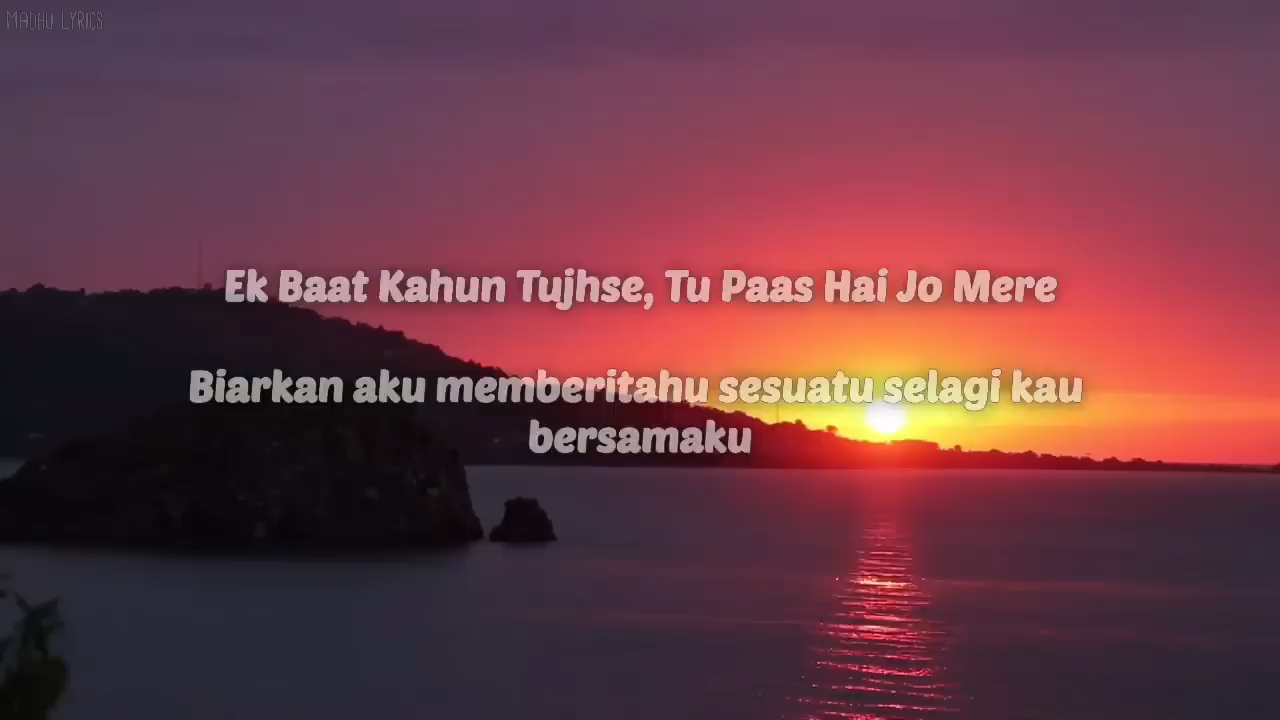 MADHU LYRICS
Ek Baat Kahun Tujhse, Tu Paas Hai Jo Mere
Biarkan aku memberitahu sesuatu selagi kau
bersamaku